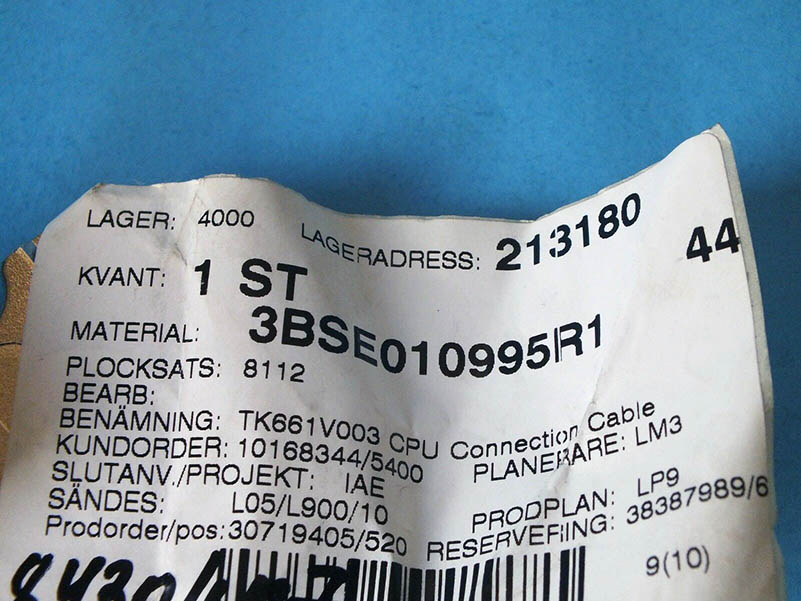 LAGER: 4000 LAGERADRESS: 213180 44
KVANT: 1 ST
MATERIAL: 3BSE010995R1
PLOCKSATS: 8112
BEARB:
BENÄMNING: TK661V003 CPU Connection Cable
KUNDORDER: 10168344/5400 PLANERARE: LM3
SLUTANV./PROJEKT: IAE
SÄNDES: L05/L900/10 PRODPLAN: LP9
Prodorder/pos:30719405/520 RESERVERING: 38387989/6
9(10)